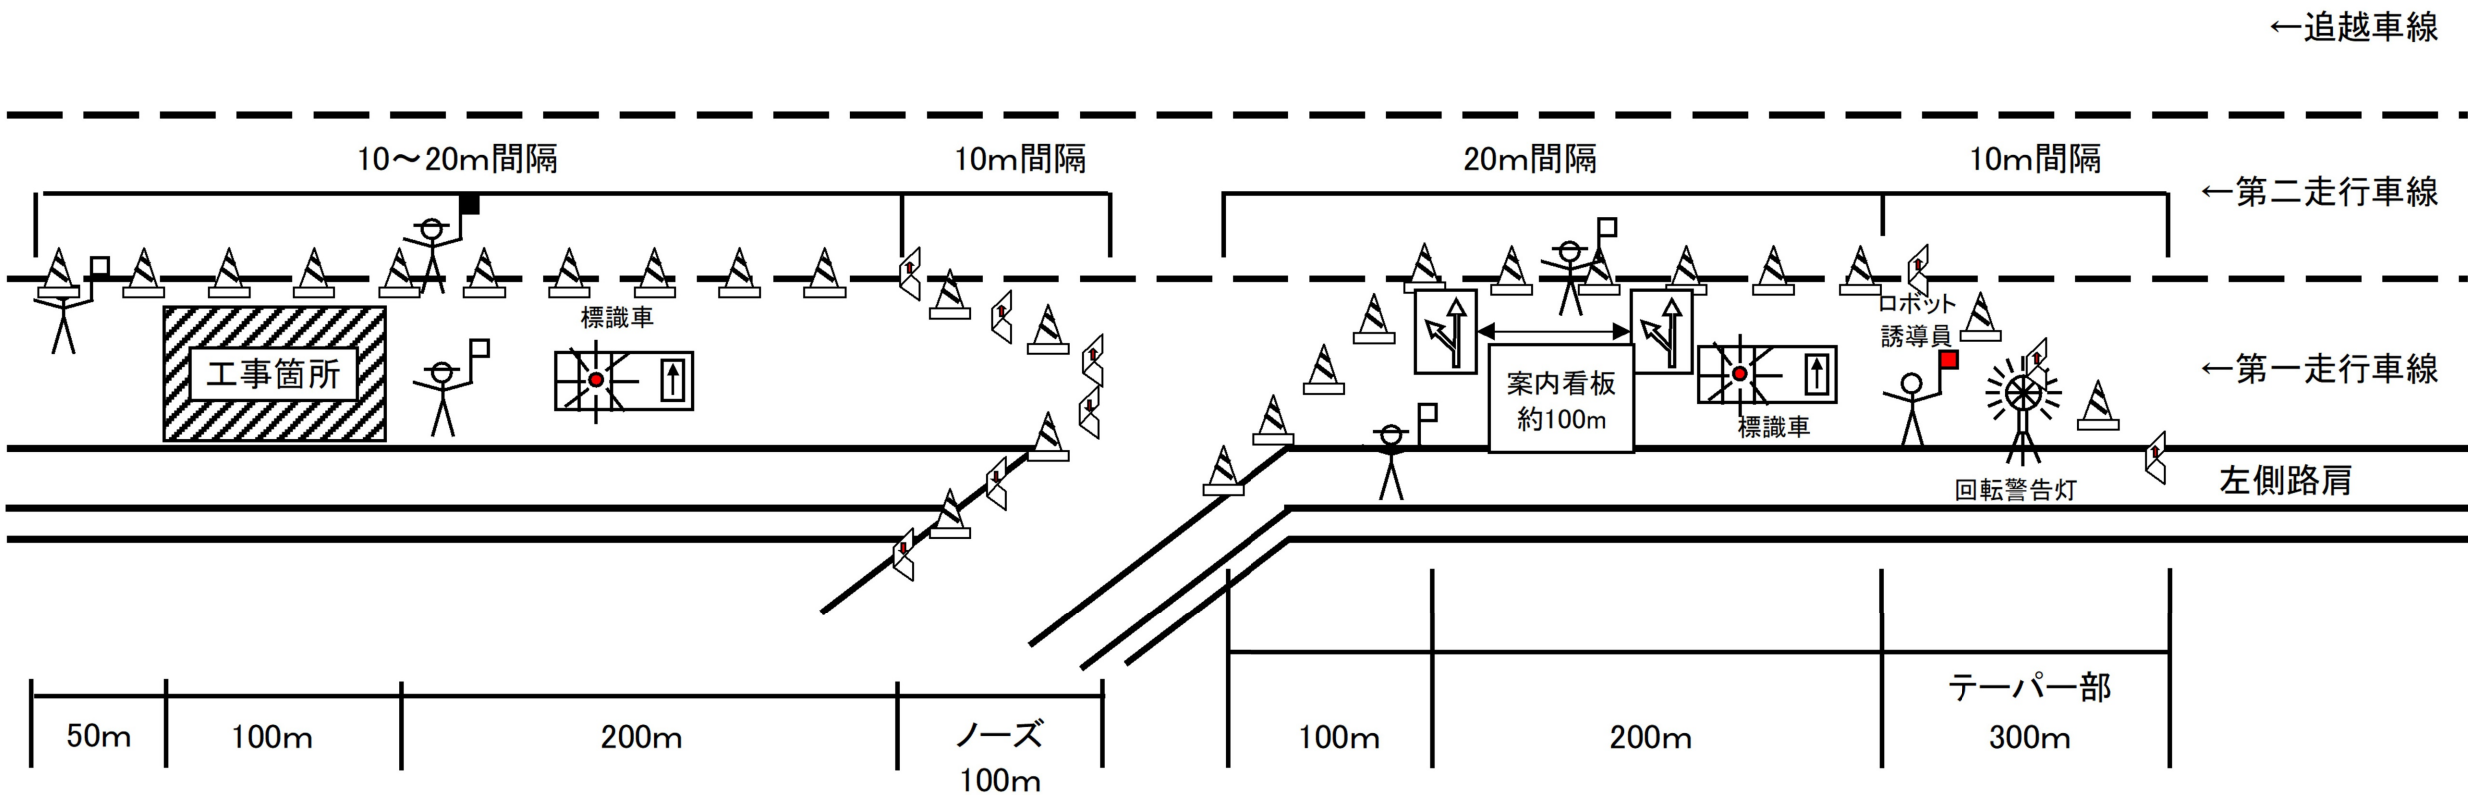 ←追越車線
10～20m間隔
10m間隔
20m間隔
10m間隔
←第二走行車線
標識車
ロボット
誘導員
工事箇所
案内看板
約100m
標識車
←第一走行車線
回転警告灯
左側路肩
テーパー部
50m
100m
200m
ノーズ
100m
100m
200m
300m